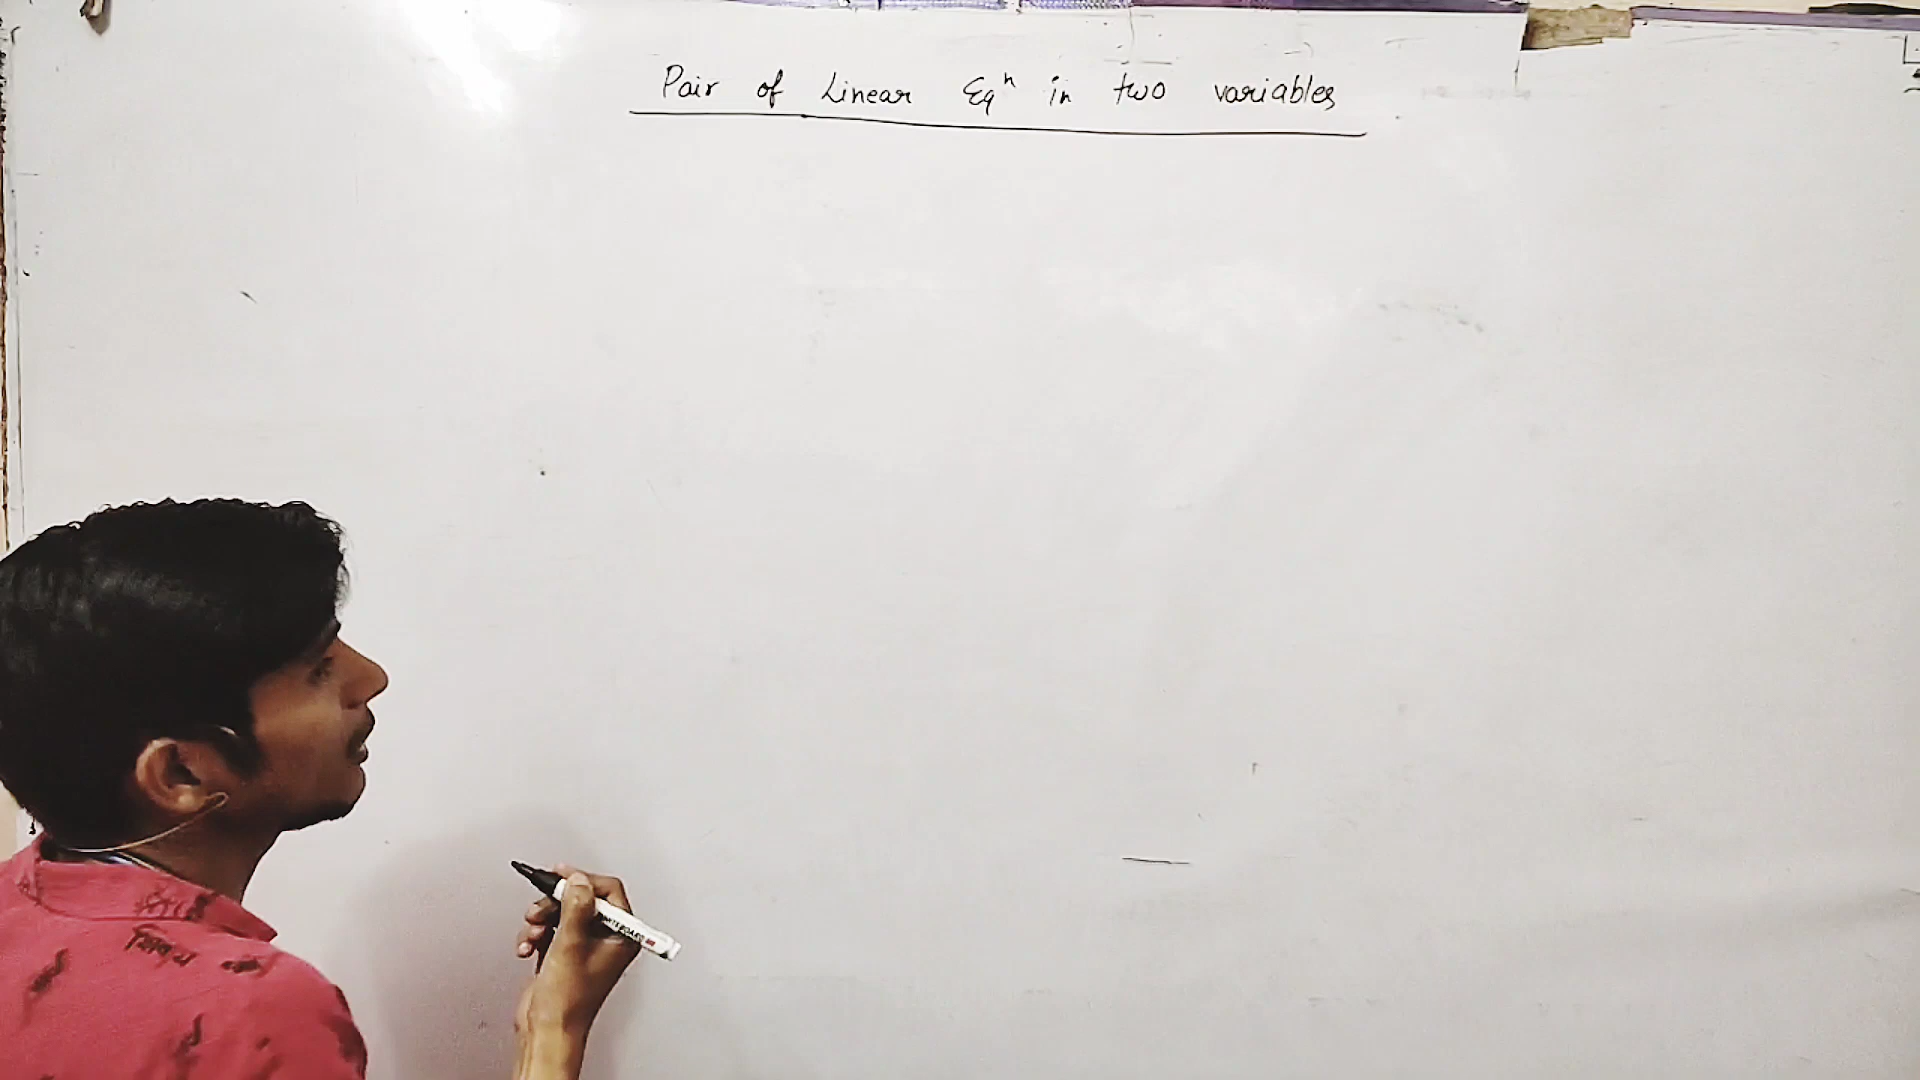 Pair of Linear Eqⁿ in two variables